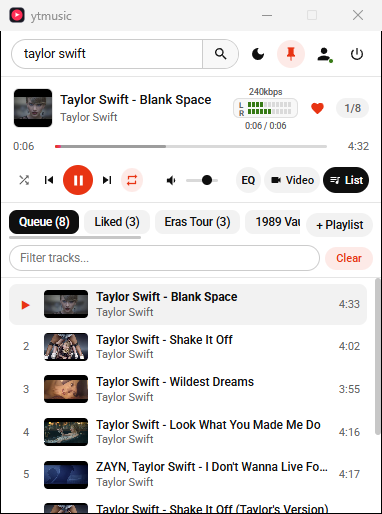 ytmusic
taylor swift
Taylor Swift - Blank Space
Taylor Swift
240kbps
L
R
0:06 / 0:06
1/8
0:06
4:32
EQ
Video
List
Queue (8)
Liked (3)
Eras Tour (3)
1989 Vau
+ Playlist
Filter tracks...
Clear
Taylor Swift - Blank Space
Taylor Swift
4:33
2
Taylor Swift - Shake It Off
Taylor Swift
4:02
3
Taylor Swift - Wildest Dreams
Taylor Swift
3:55
4
Taylor Swift - Look What You Made Me Do
Taylor Swift
4:16
5
ZAYN, Taylor Swift - I Don't Wanna Live Fo...
Taylor Swift
4:17
Taylor Swift - Shake It Off (Taylor's Version)